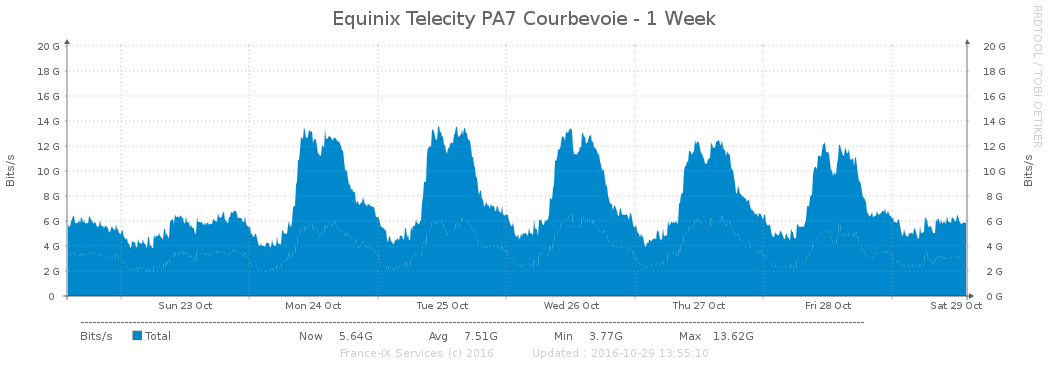 Equinix Telecity PA7 Courbevoie - 1 Week
RRDTOOL / TOBI OETIKER
Bits/s
20 G 20 G
18 G 18 G
16 G 16 G
14 G 14 G
12 G 12 G
10 G 10 G
8 G 8 G
6 G 6 G
4 G 4 G
2 G 2 G
0 0 G
Bits/s
Sun 23 Oct Mon 24 Oct Tue 25 Oct Wed 26 Oct Thu 27 Oct Fri 28 Oct Sat 29 Oct
Bits/s Total Now 5.64G Avg 7.51G Min 3.77G Max 13.62G
France-IX Services (c) 2016 Updated : 2016-10-29 13:55:10